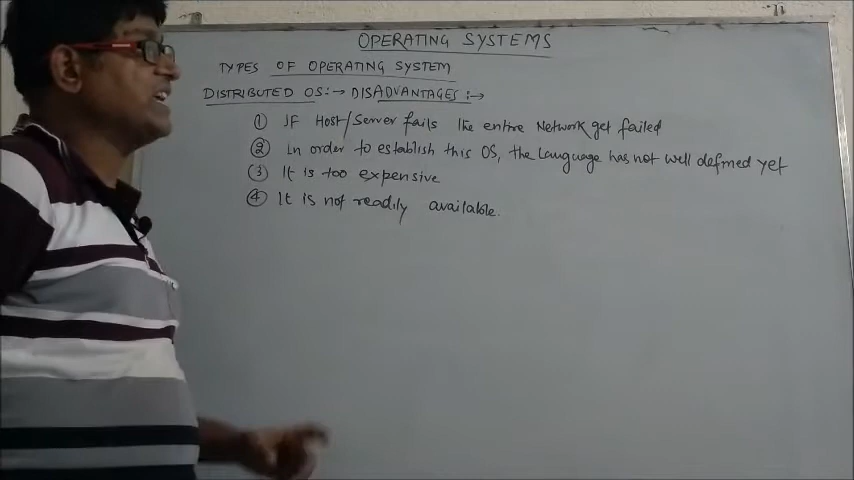 OPERATING SYSTEMS
TYPES OF OPERATING SYSTEM
DISTRIBUTED OS:→ DISADVANTAGES:→
① If Host/Server fails the entire Network get failed
② In order to establish this OS, the Language has not well defined yet
③ It is too expensive
④ It is not readily available.